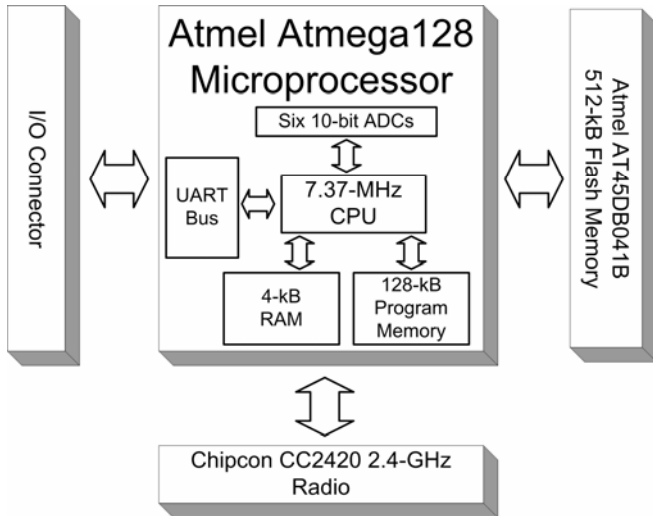 Atmel Atmega128
Microprocessor
Six 10-bit ADCs
7.37-MHz
CPU
UART
Bus
4-kB
RAM
128-kB
Program
Memory
I/O Connector
Atmel AT45DB041B
512-kB Flash Memory
Chipcon CC2420 2.4-GHz
Radio